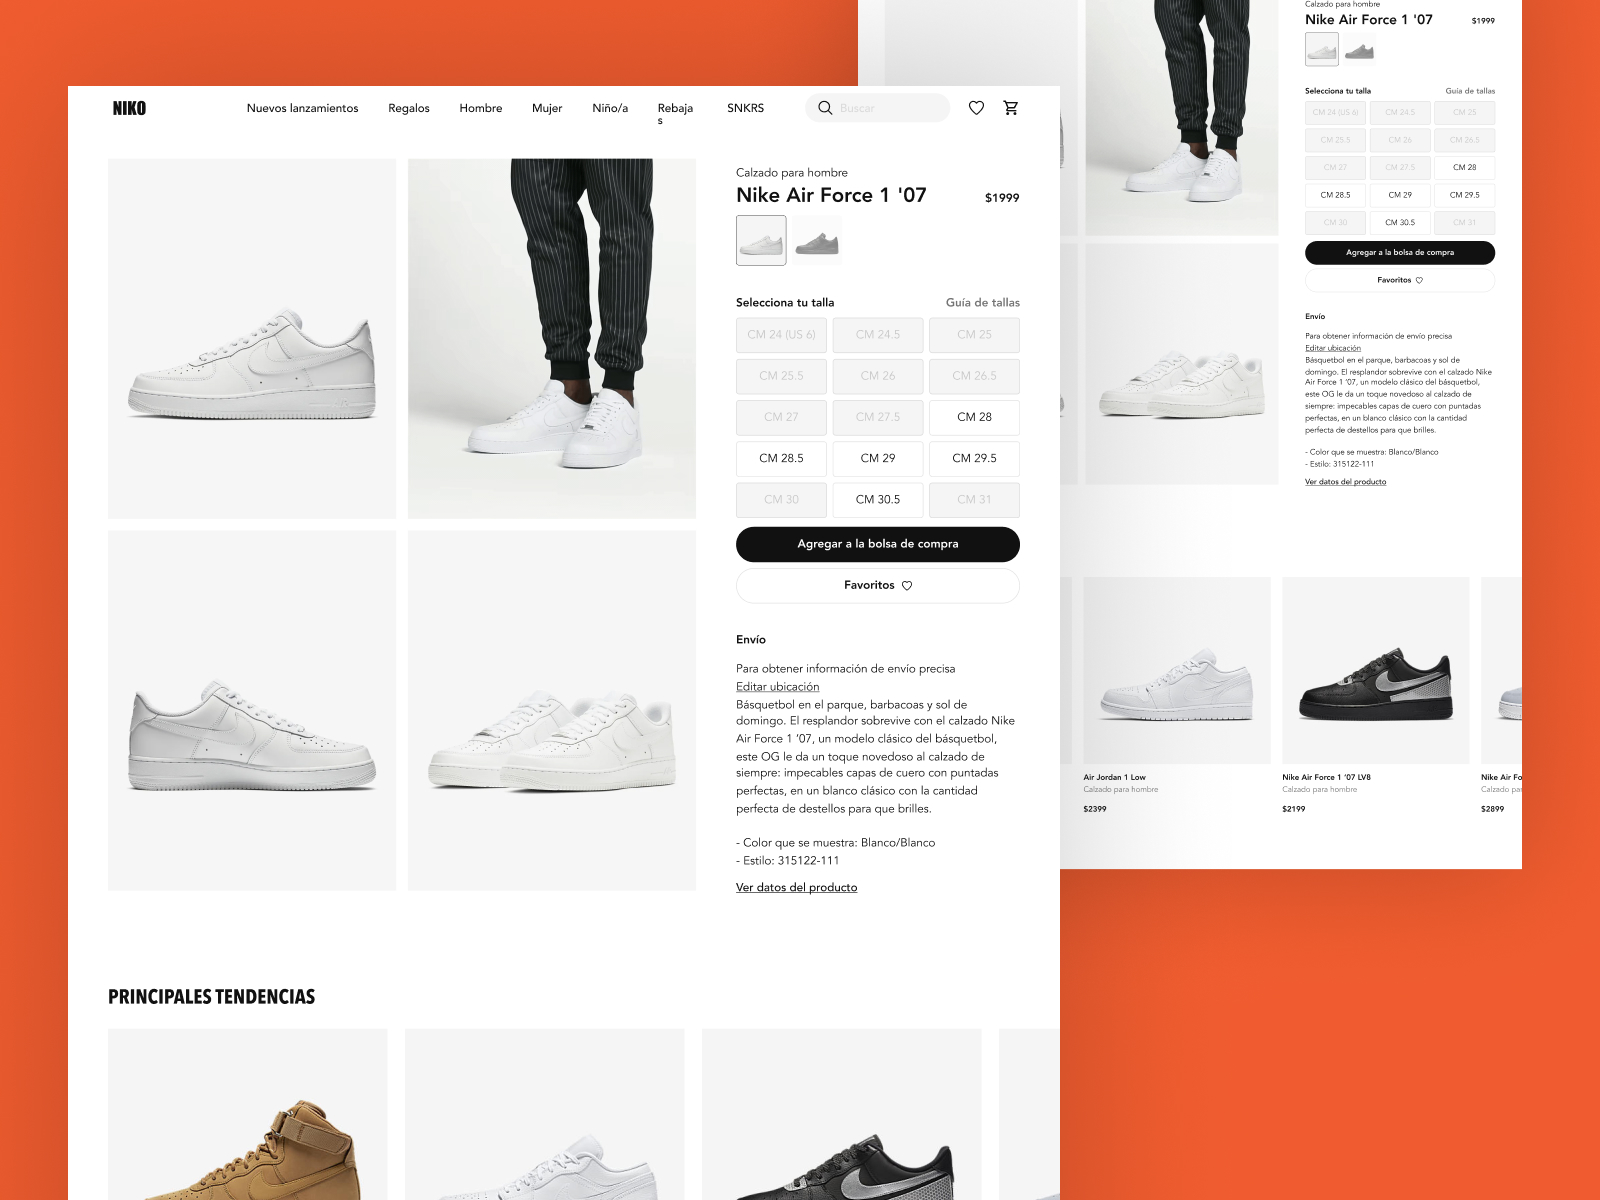 NIKO
Nuevos lanzamientos
Regalos
Hombre
Mujer
Niño/a
Rebaja
s
SNKRS
Buscar
Calzado para hombre
Nike Air Force 1 '07
$1999
Selecciona tu talla
Guía de tallas
CM 24 (US 6)
CM 24.5
CM 25
CM 25.5
CM 26
CM 26.5
CM 27
CM 27.5
CM 28
CM 28.5
CM 29
CM 29.5
CM 30
CM 30.5
CM 31
Agregar a la bolsa de compra
Favoritos
Envío
Para obtener información de envío precisa
Editar ubicación
Básquetbol en el parque, barbacoas y sol de
domingo. El resplandor sobrevive con el calzado Nike
Air Force 1 '07, un modelo clásico del básquetbol,
este OG le da un toque novedoso al calzado de
siempre: impecables capas de cuero con puntadas
perfectas, en un blanco clásico con la cantidad
perfecta de destellos para que brilles.
- Color que se muestra: Blanco/Blanco
- Estilo: 315122-111
Ver datos del producto
PRINCIPALES TENDENCIAS
Calzado para hombre
Nike Air Force 1 '07
$1999
Selecciona tu talla
Guía de tallas
CM 24 (US 6)
CM 24.5
CM 25
CM 25.5
CM 26
CM 26.5
CM 27
CM 27.5
CM 28
CM 28.5
CM 29
CM 29.5
CM 30
CM 30.5
CM 31
Agregar a la bolsa de compra
Favoritos
Envío
Para obtener información de envío precisa
Editar ubicación
Básquetbol en el parque, barbacoas y sol de
domingo. El resplandor sobrevive con el calzado Nike
Air Force 1 '07, un modelo clásico del básquetbol,
este OG le da un toque novedoso al calzado de
siempre: impecables capas de cuero con puntadas
perfectas, en un blanco clásico con la cantidad
perfecta de destellos para que brilles.
- Color que se muestra: Blanco/Blanco
- Estilo: 315122-111
Ver datos del producto
Air Jordan 1 Low
Calzado para hombre
$2399
Nike Air Force 1 '07 LV8
Calzado para hombre
$2199
Nike Air Fo
Calzado pa
$2899